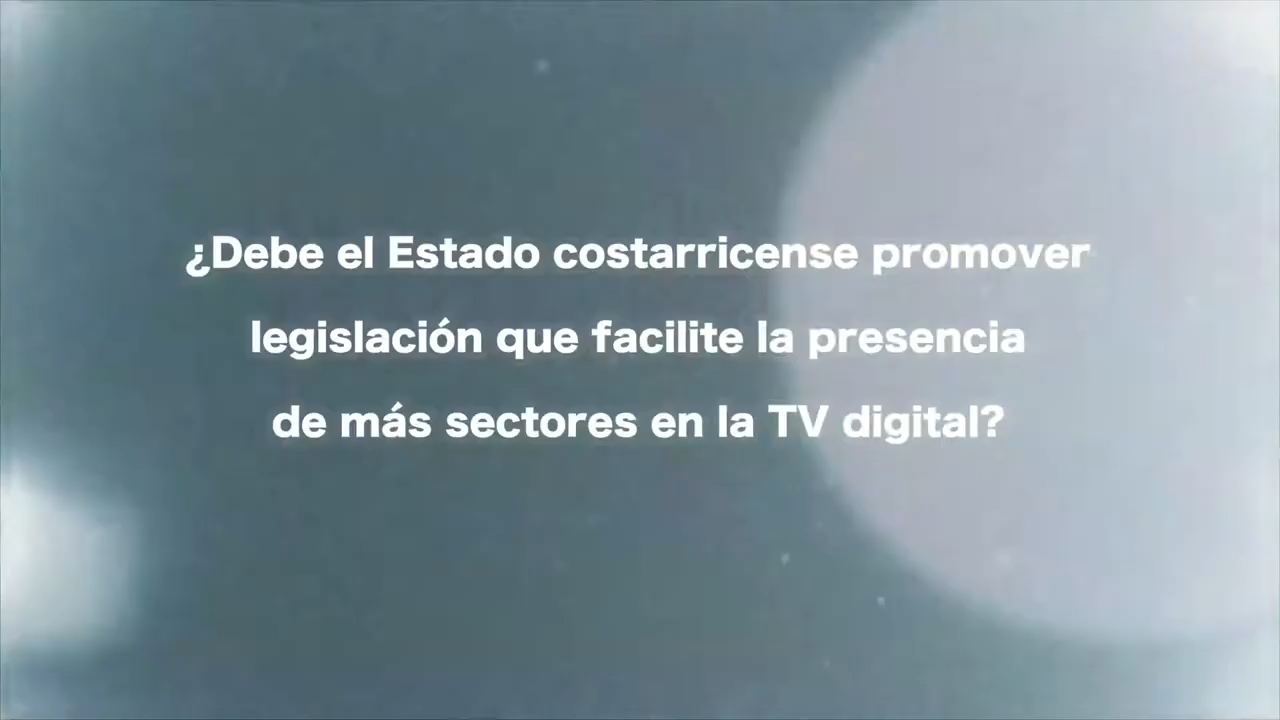 ¿Debe el Estado costarricense promover
legislación que facilite la presencia
de más sectores en la TV digital?